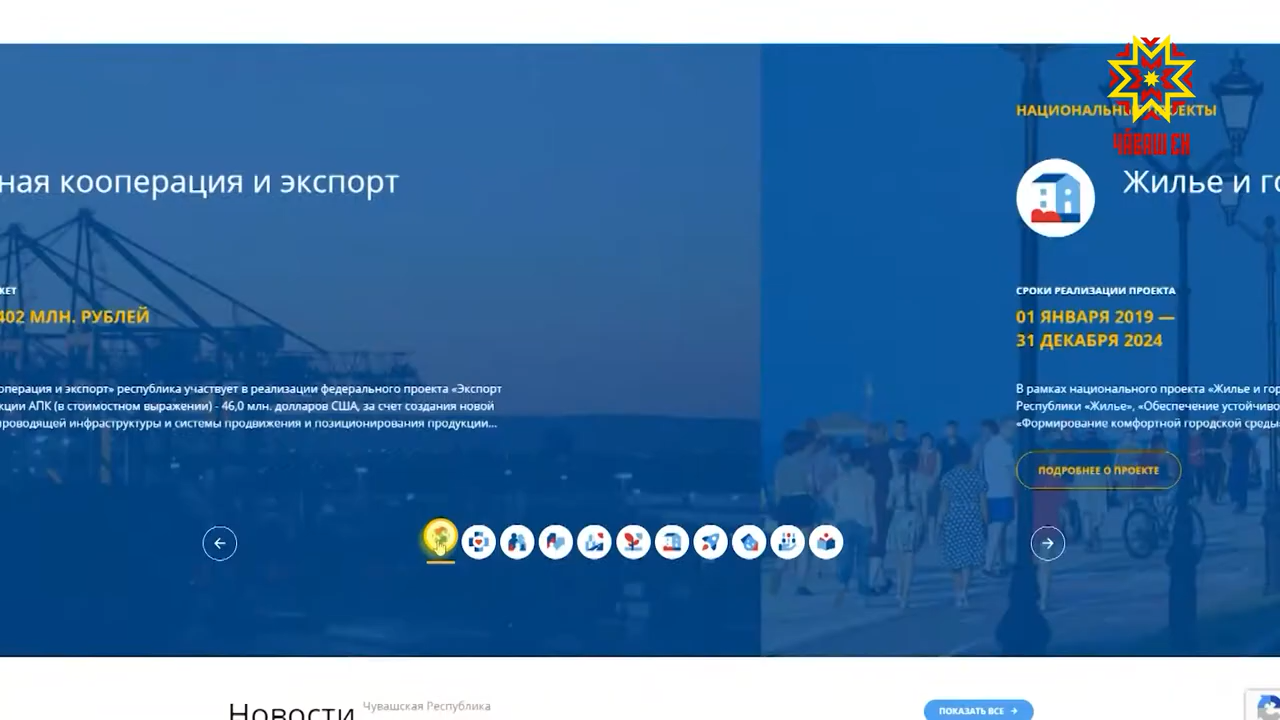 НАЦИОНАЛЬНЫЕ ПРОЕКТЫ
ЧӐВАШ ЕН
ная кооперация и экспорт
Жилье и го
КЕТ
402 МЛН. РУБЛЕЙ
СРОКИ РЕАЛИЗАЦИИ ПРОЕКТА
01 ЯНВАРЯ 2019 —
31 ДЕКАБРЯ 2024
операция и экспорт» республика участвует в реализации федерального проекта «Экспорт
кции АПК (в стоимостном выражении) - 46,0 млн. долларов США, за счет создания новой
проводящей инфраструктуры и системы продвижения и позиционирования продукции...
В рамках национального проекта «Жилье и гор
Республики «Жилье», «Обеспечение устойчиво
«Формирование комфортной городской среды»
ПОДРОБНЕЕ О ПРОЕКТЕ
Новости
Чувашская Республика
ПОКАЗАТЬ ВСЕ